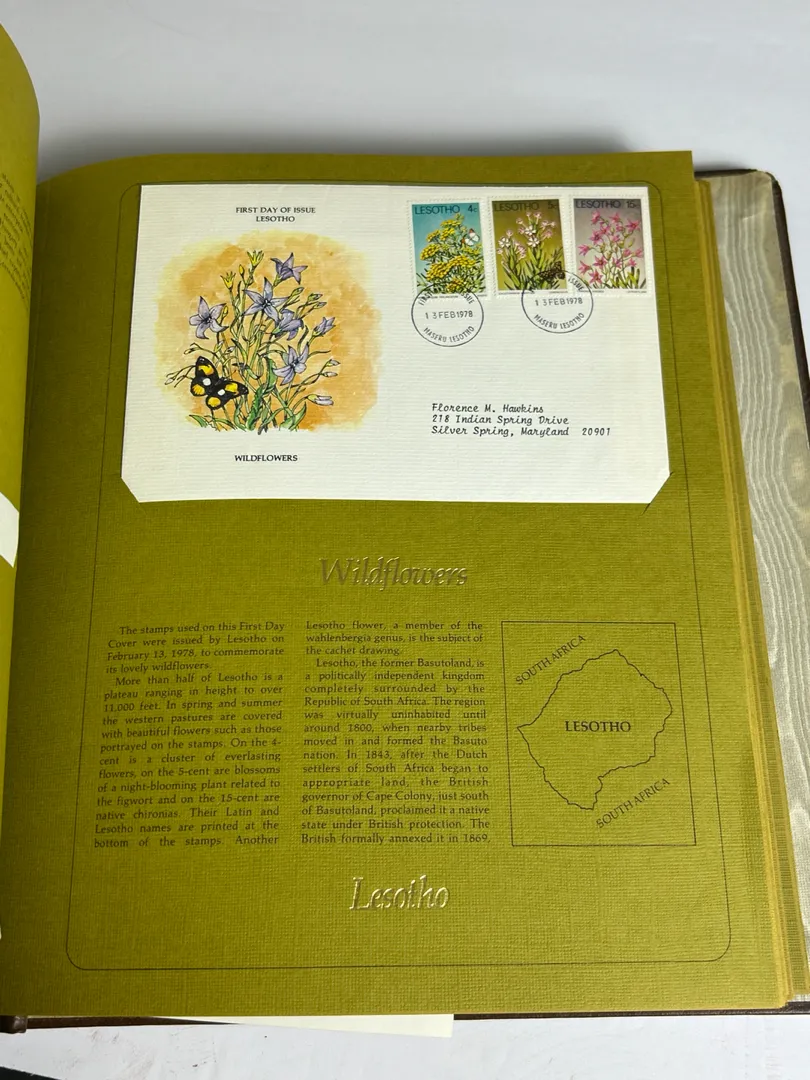 FIRST DAY OF ISSUE
LESOTHO
LESOTHO 4c
LESOTHO 5c
LESOTHO 15c
FIRST DAY OF ISSUE
13 FEB 1978
MASERU LESOTHO
ISSUE
13 FEB 1978
MASERU LESOTHO
Florence M. Hawkins
218 Indian Spring Drive
Silver Spring, Maryland 20901
WILDFLOWERS
Wildflowers
The stamps used on this First Day
Cover were issued by Lesotho on
February 13, 1978, to commemorate
its lovely wildflowers.
More than half of Lesotho is a
plateau ranging in height to over
11,000 feet. In spring and summer
the western pastures are covered
with beautiful flowers such as those
portrayed on the stamps. On the 4-
cent is a cluster of everlasting
flowers, on the 5-cent are blossoms
of a night-blooming plant related to
the figwort and on the 15-cent are
native chironias. Their Latin and
Lesotho names are printed at the
bottom of the stamps. Another
Lesotho flower, a member of the
wahlenbergia genus, is the subject of
the cachet drawing.
Lesotho, the former Basutoland, is
a politically independent kingdom
completely surrounded by the
Republic of South Africa. The region
was virtually uninhabited until
around 1800, when nearby tribes
moved in and formed the Basuto
nation. In 1843, after the Dutch
settlers of South Africa began to
appropriate land, the British
governor of Cape Colony, just south
of Basutoland, proclaimed it a native
state under British protection. The
British formally annexed it in 1869,
SOUTH AFRICA
LESOTHO
SOUTH AFRICA
Lesotho